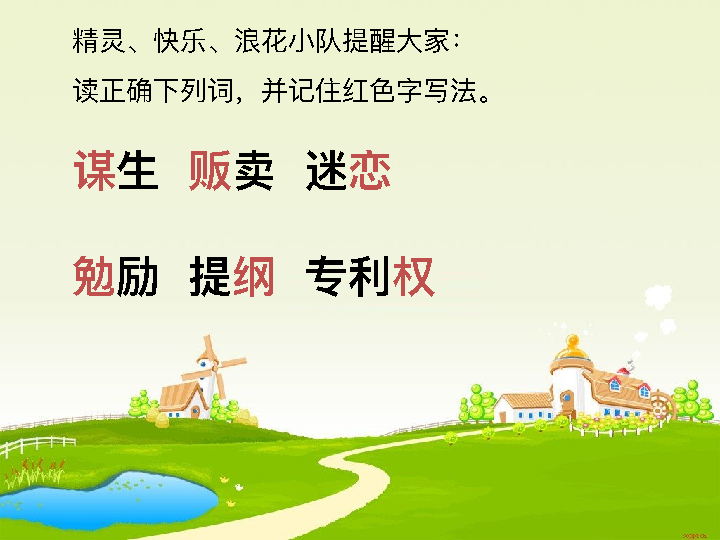 精灵、快乐、浪花小队提醒大家：
读正确下列词，并记住红色字写法。
谋生 贩卖 迷恋
勉励 提纲 专利权